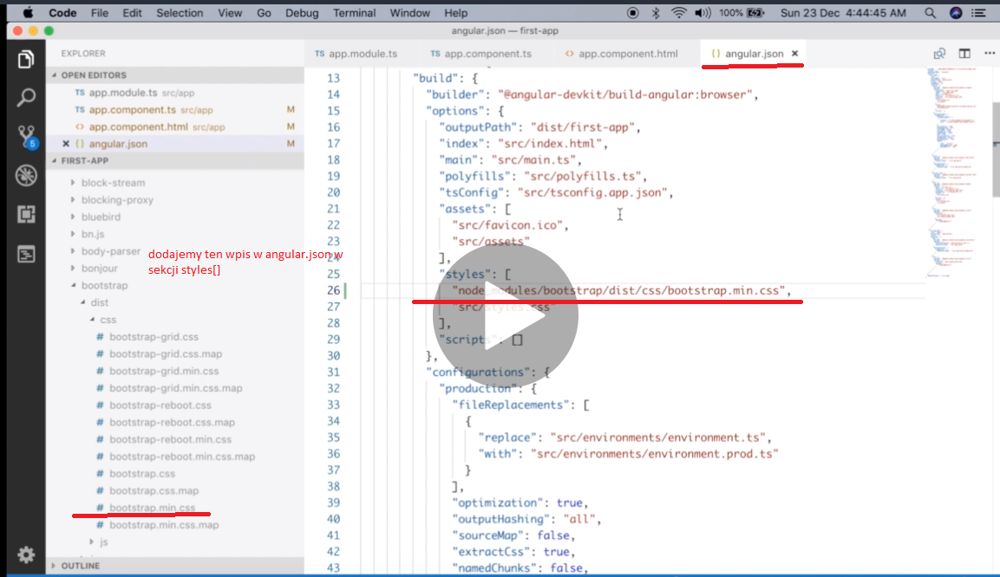 Code File Edit Selection View Go Debug Terminal Window Help 100% Sun 23 Dec 4:44:45 AM
angular.json — first-app
EXPLORER
OPEN EDITORS
TS app.module.ts src/app
TS app.component.ts src/app M
<> app.component.html src/app M
× {} angular.json M
5
FIRST-APP
block-stream
blocking-proxy
bluebird
bn.js
body-parser
bonjour
bootstrap
dist
css
# bootstrap-grid.css
# bootstrap-grid.css.map
# bootstrap-grid.min.css
# bootstrap-grid.min.css.map
# bootstrap-reboot.css
# bootstrap-reboot.css.map
# bootstrap-reboot.min.css
# bootstrap-reboot.min.css.map
# bootstrap.css
# bootstrap.css.map
# bootstrap.min.css
# bootstrap.min.css.map
js
OUTLINE
dodajemy ten wpis w angular.json w
sekcji styles[]
TS app.module.ts TS app.component.ts <> app.component.html {} angular.json ×
13 "build": {
14 "builder": "@angular-devkit/build-angular:browser",
15 "options": {
16 "outputPath": "dist/first-app",
17 "index": "src/index.html",
18 "main": "src/main.ts",
19 "polyfills": "src/polyfills.ts",
20 "tsConfig": "src/tsconfig.app.json",
21 "assets": [
22 "src/favicon.ico",
23 "src/assets"
24 ],
25 "styles": [
26 "node_modules/bootstrap/dist/css/bootstrap.min.css",
27 "src/styles.css"
28 ],
29 "scripts": []
30 },
31 "configurations": {
32 "production": {
33 "fileReplacements": [
34 {
35 "replace": "src/environments/environment.ts",
36 "with": "src/environments/environment.prod.ts"
37 }
38 ],
39 "optimization": true,
40 "outputHashing": "all",
41 "sourceMap": false,
42 "extractCss": true,
43 "namedChunks": false,